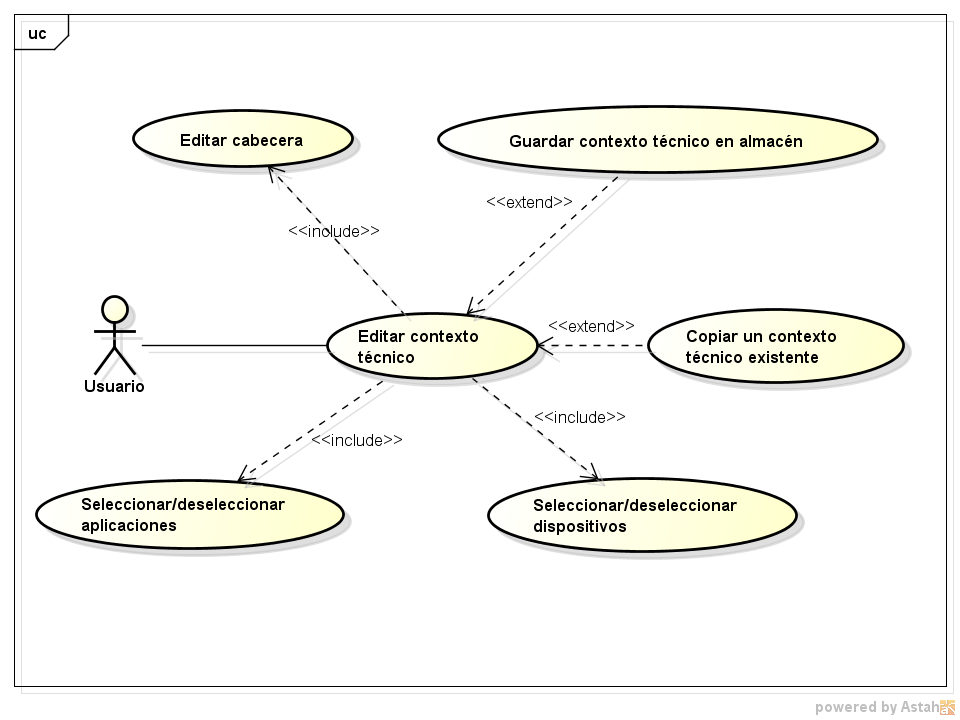 uc
Editar cabecera
Guardar contexto técnico en almacén
<<extend>>
<<include>>
Usuario
Editar contexto
técnico
<<extend>>
Copiar un contexto
técnico existente
<<include>>
<<include>>
Seleccionar/deseleccionar
aplicaciones
Seleccionar/deseleccionar
dispositivos
powered by Astah